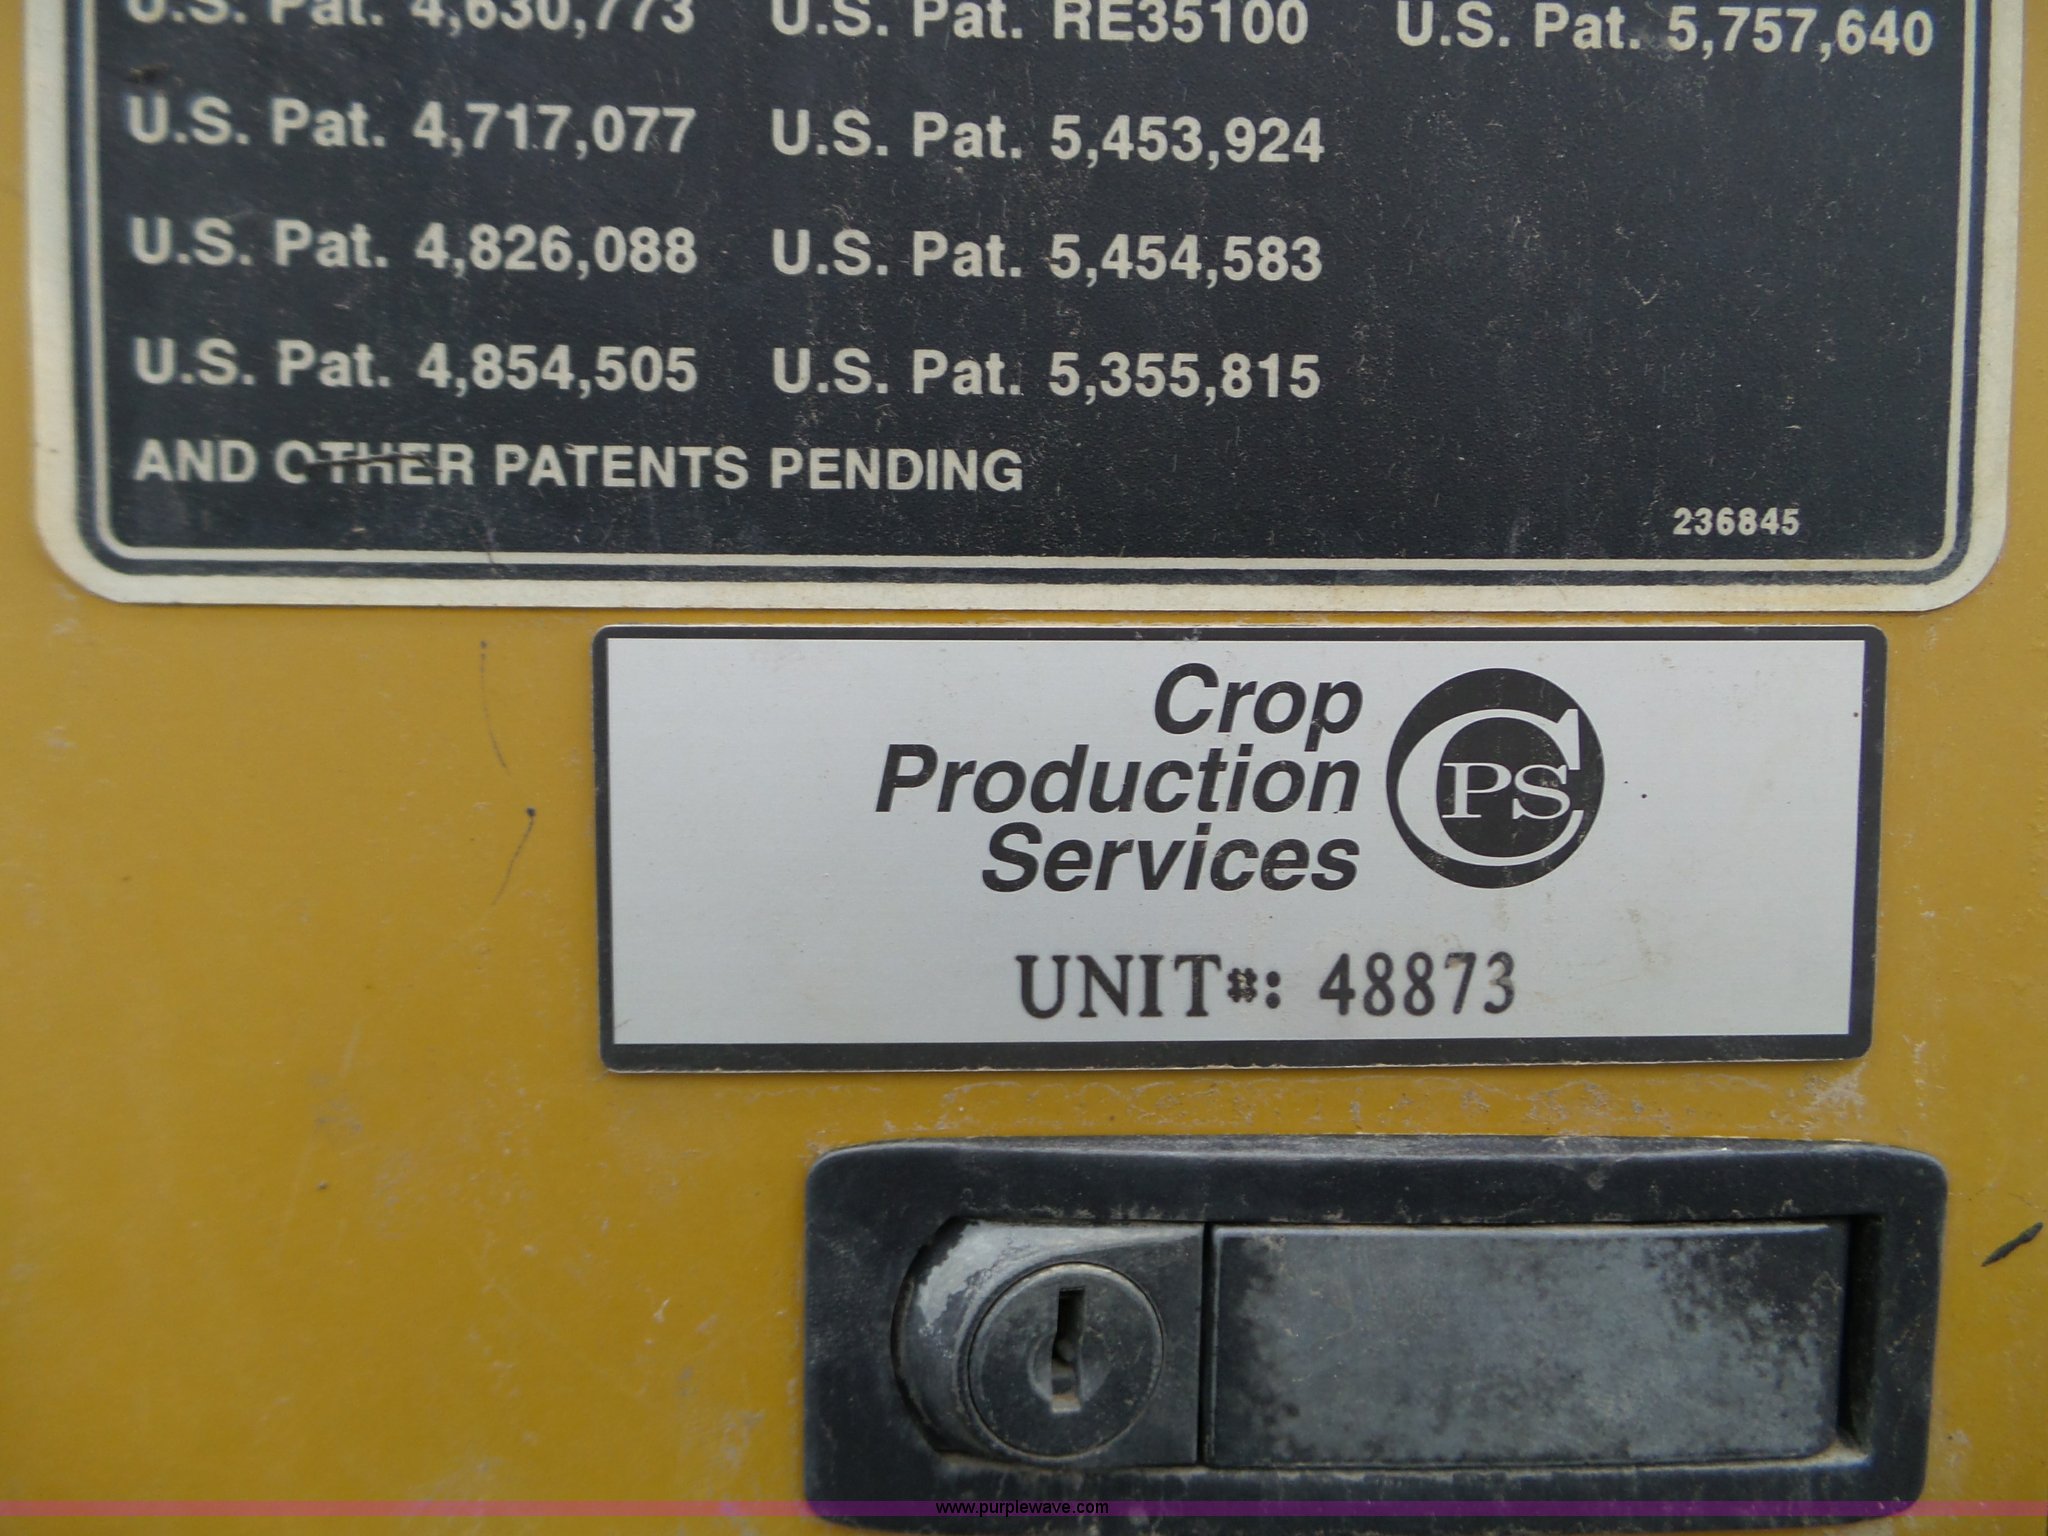 U.S. Pat. 4,630,773 U.S. Pat. RE35100 U.S. Pat. 5,757,640
U.S. Pat. 4,717,077 U.S. Pat. 5,453,924
U.S. Pat. 4,826,088 U.S. Pat. 5,454,583
U.S. Pat. 4,854,505 U.S. Pat. 5,355,815
AND OTHER PATENTS PENDING
236845
Crop
Production
Services
CPS
UNIT#: 48873
www.purplewave.com